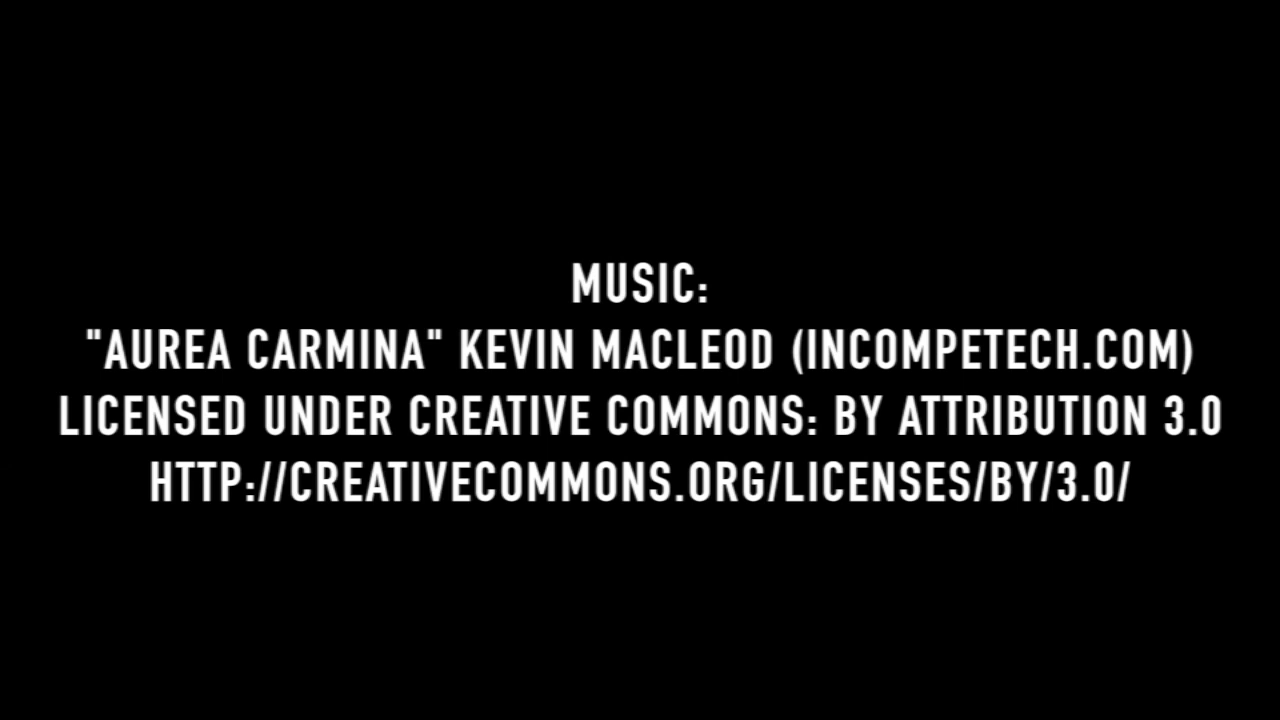 MUSIC:
"AUREA CARMINA" KEVIN MACLEOD (INCOMPETECH.COM)
LICENSED UNDER CREATIVE COMMONS: BY ATTRIBUTION 3.0
HTTP://CREATIVECOMMONS.ORG/LICENSES/BY/3.0/